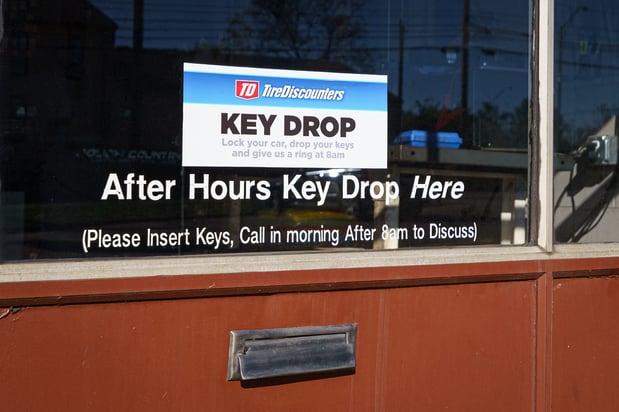 TD TireDiscounters
KEY DROP
Lock your car, drop your keys
and give us a ring at 8am
After Hours Key Drop Here
(Please Insert Keys, Call in morning After 8am to Discuss)